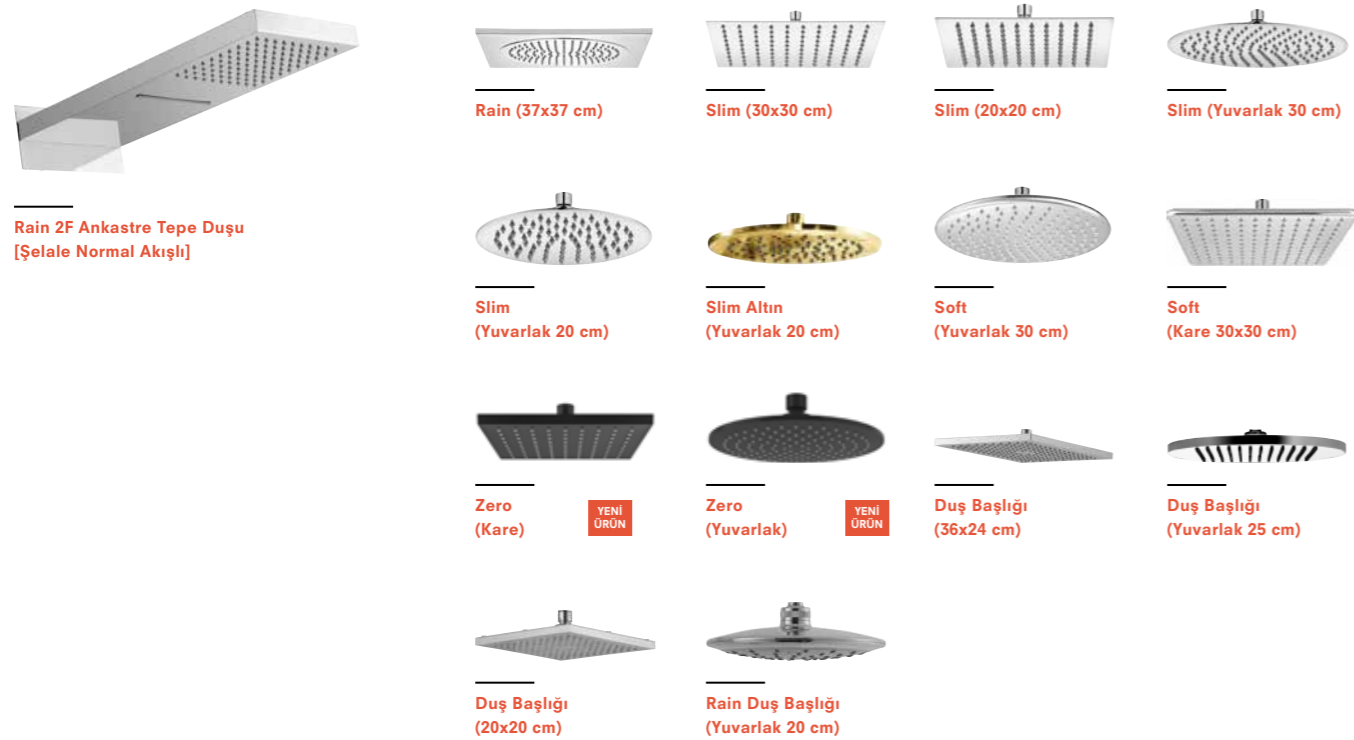 Rain 2F Ankastre Tepe Duşu
[Şelale Normal Akışlı]
Rain (37x37 cm)
Slim (30x30 cm)
Slim (20x20 cm)
Slim (Yuvarlak 30 cm)
Slim
(Yuvarlak 20 cm)
Slim Altın
(Yuvarlak 20 cm)
Soft
(Yuvarlak 30 cm)
Soft
(Kare 30x30 cm)
Zero
(Kare)
YENİ
ÜRÜN
Zero
(Yuvarlak)
YENİ
ÜRÜN
Duş Başlığı
(36x24 cm)
Duş Başlığı
(Yuvarlak 25 cm)
Duş Başlığı
(20x20 cm)
Rain Duş Başlığı
(Yuvarlak 20 cm)